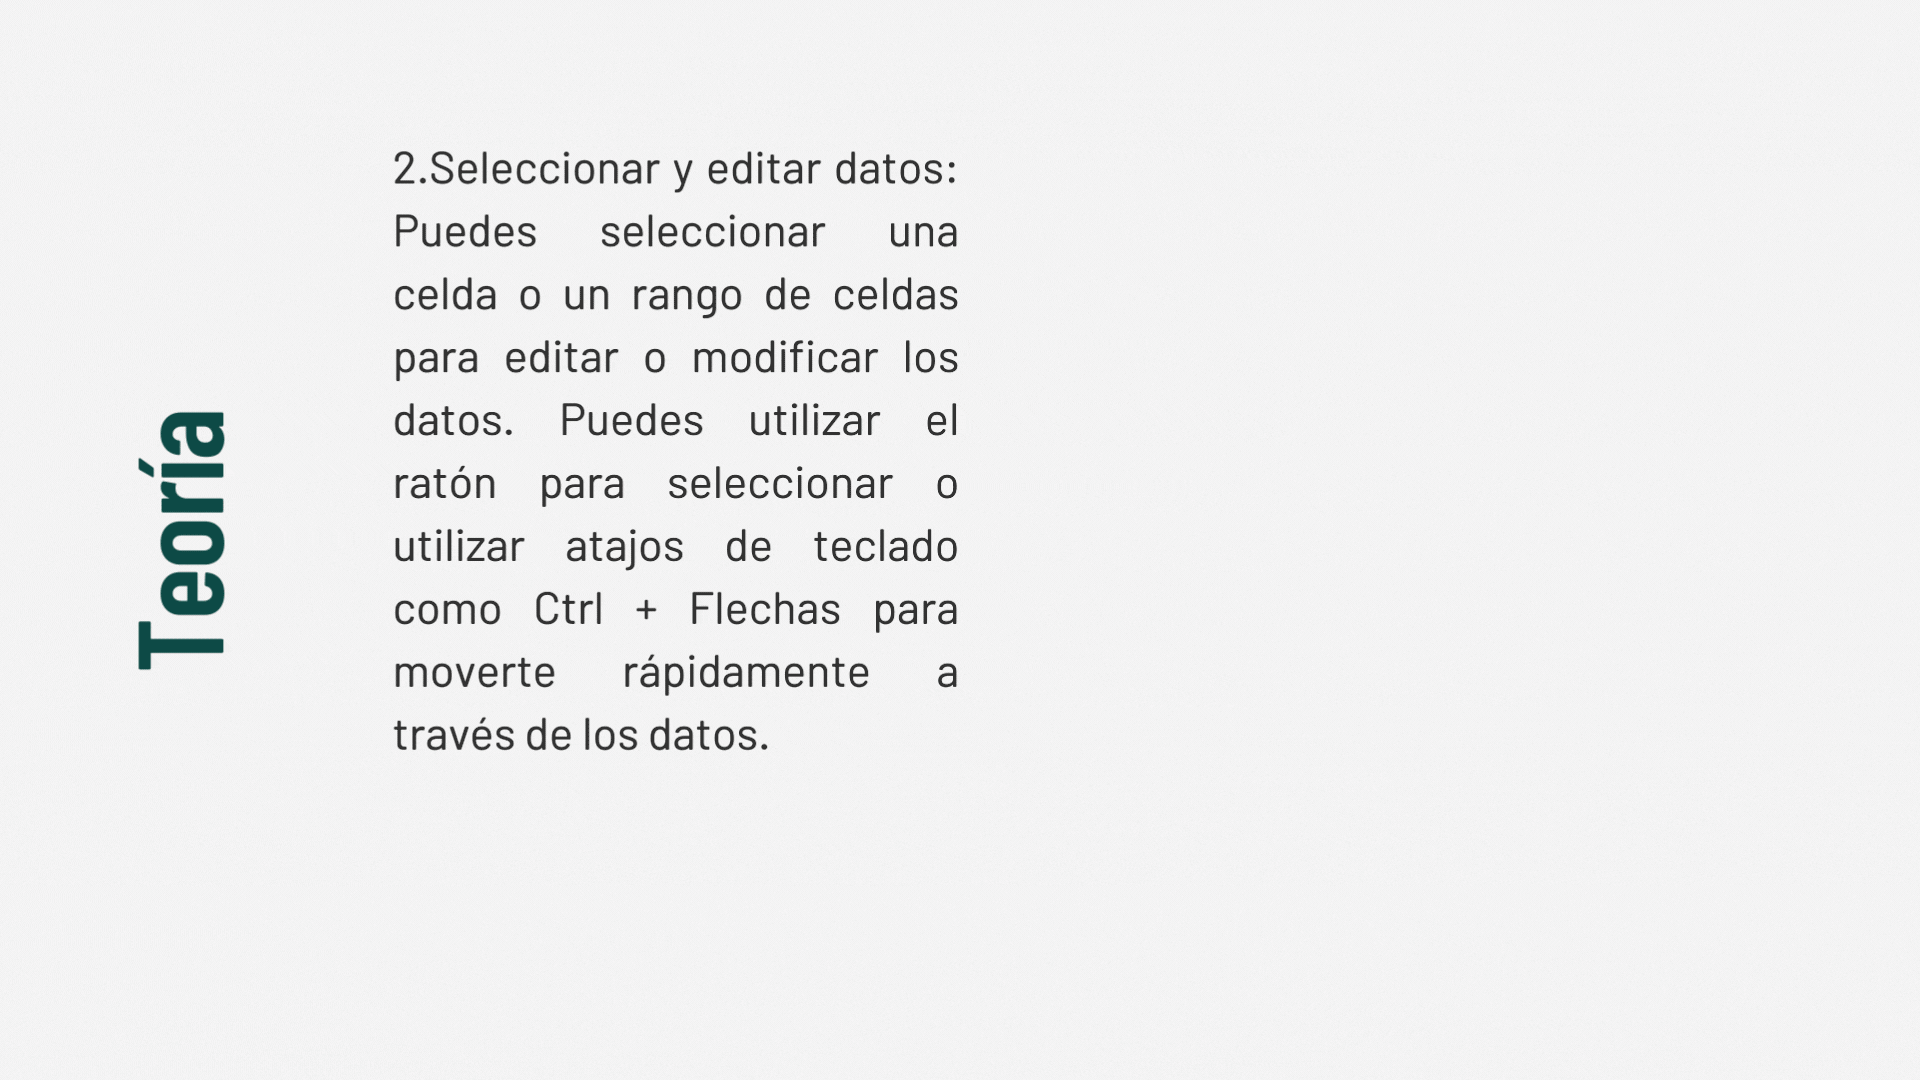 Teoría
2.Seleccionar y editar datos:
Puedes seleccionar una
celda o un rango de celdas
para editar o modificar los
datos. Puedes utilizar el
ratón para seleccionar o
utilizar atajos de teclado
como Ctrl + Flechas para
moverte rápidamente a
través de los datos.